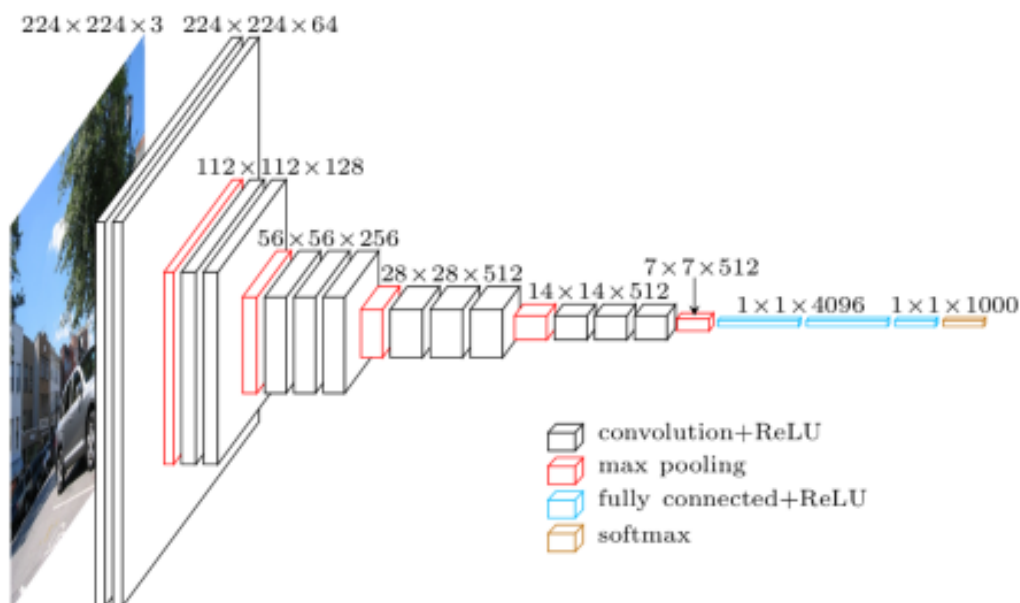 224×224×3
224×224×64
112×112×128
56×56×256
28×28×512
14×14×512
7×7×512
1×1×4096
1×1×1000
convolution+ReLU
max pooling
fully connected+ReLU
softmax